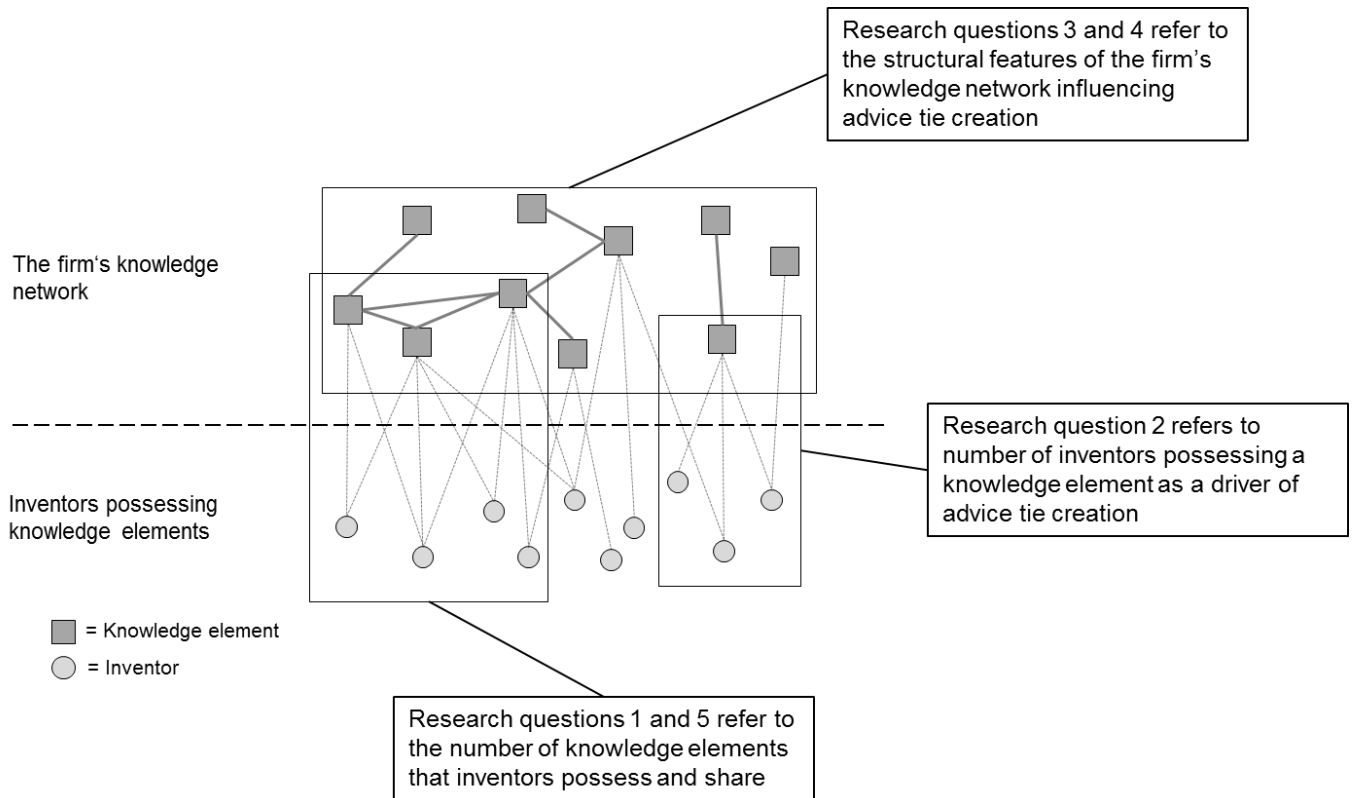 Research questions 3 and 4 refer to
the structural features of the firm's
knowledge network influencing
advice tie creation
The firm‘s knowledge
network
Research question 2 refers to
number of inventors possessing a
knowledge element as a driver of
advice tie creation
Inventors possessing
knowledge elements
= Knowledge element
= Inventor
Research questions 1 and 5 refer to
the number of knowledge elements
that inventors possess and share